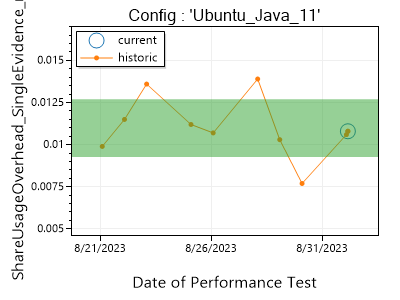 Config : 'Ubuntu_Java_11'
current
historic
ShareUsageOverhead_SingleEvidence_
0.015
0.0125
0.01
0.0075
0.005
8/21/2023
8/26/2023
8/31/2023
Date of Performance Test